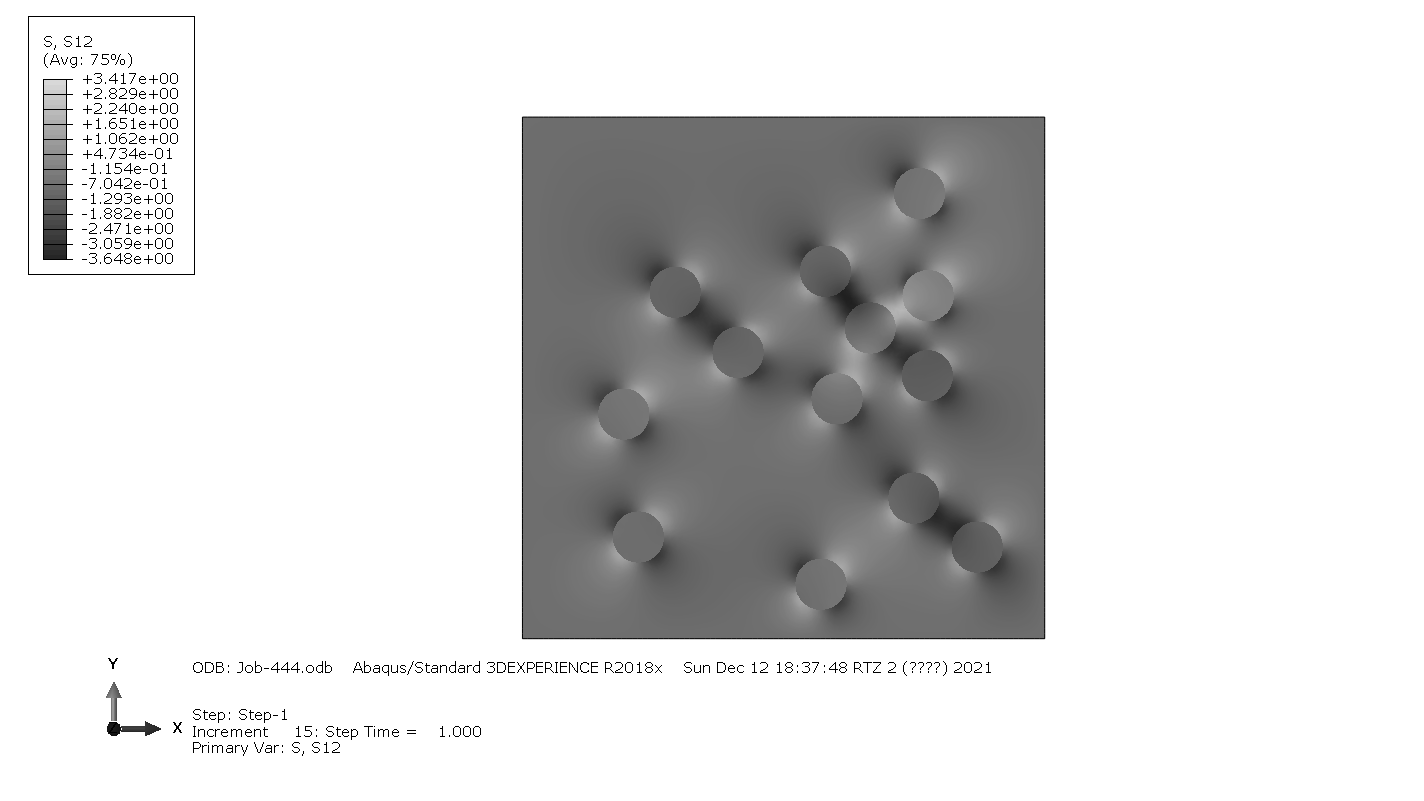 S, S12
(Avg: 75%)
+3.417e+00
+2.829e+00
+2.240e+00
+1.651e+00
+1.062e+00
+4.734e-01
-1.154e-01
-7.042e-01
-1.293e+00
-1.882e+00
-2.471e+00
-3.059e+00
-3.648e+00
Y
X
ODB: Job-444.odb    Abaqus/Standard 3DEXPERIENCE R2018x    Sun Dec 12 18:37:48 RTZ 2 (????) 2021
Step: Step-1
Increment     15: Step Time =    1.000
Primary Var: S, S12